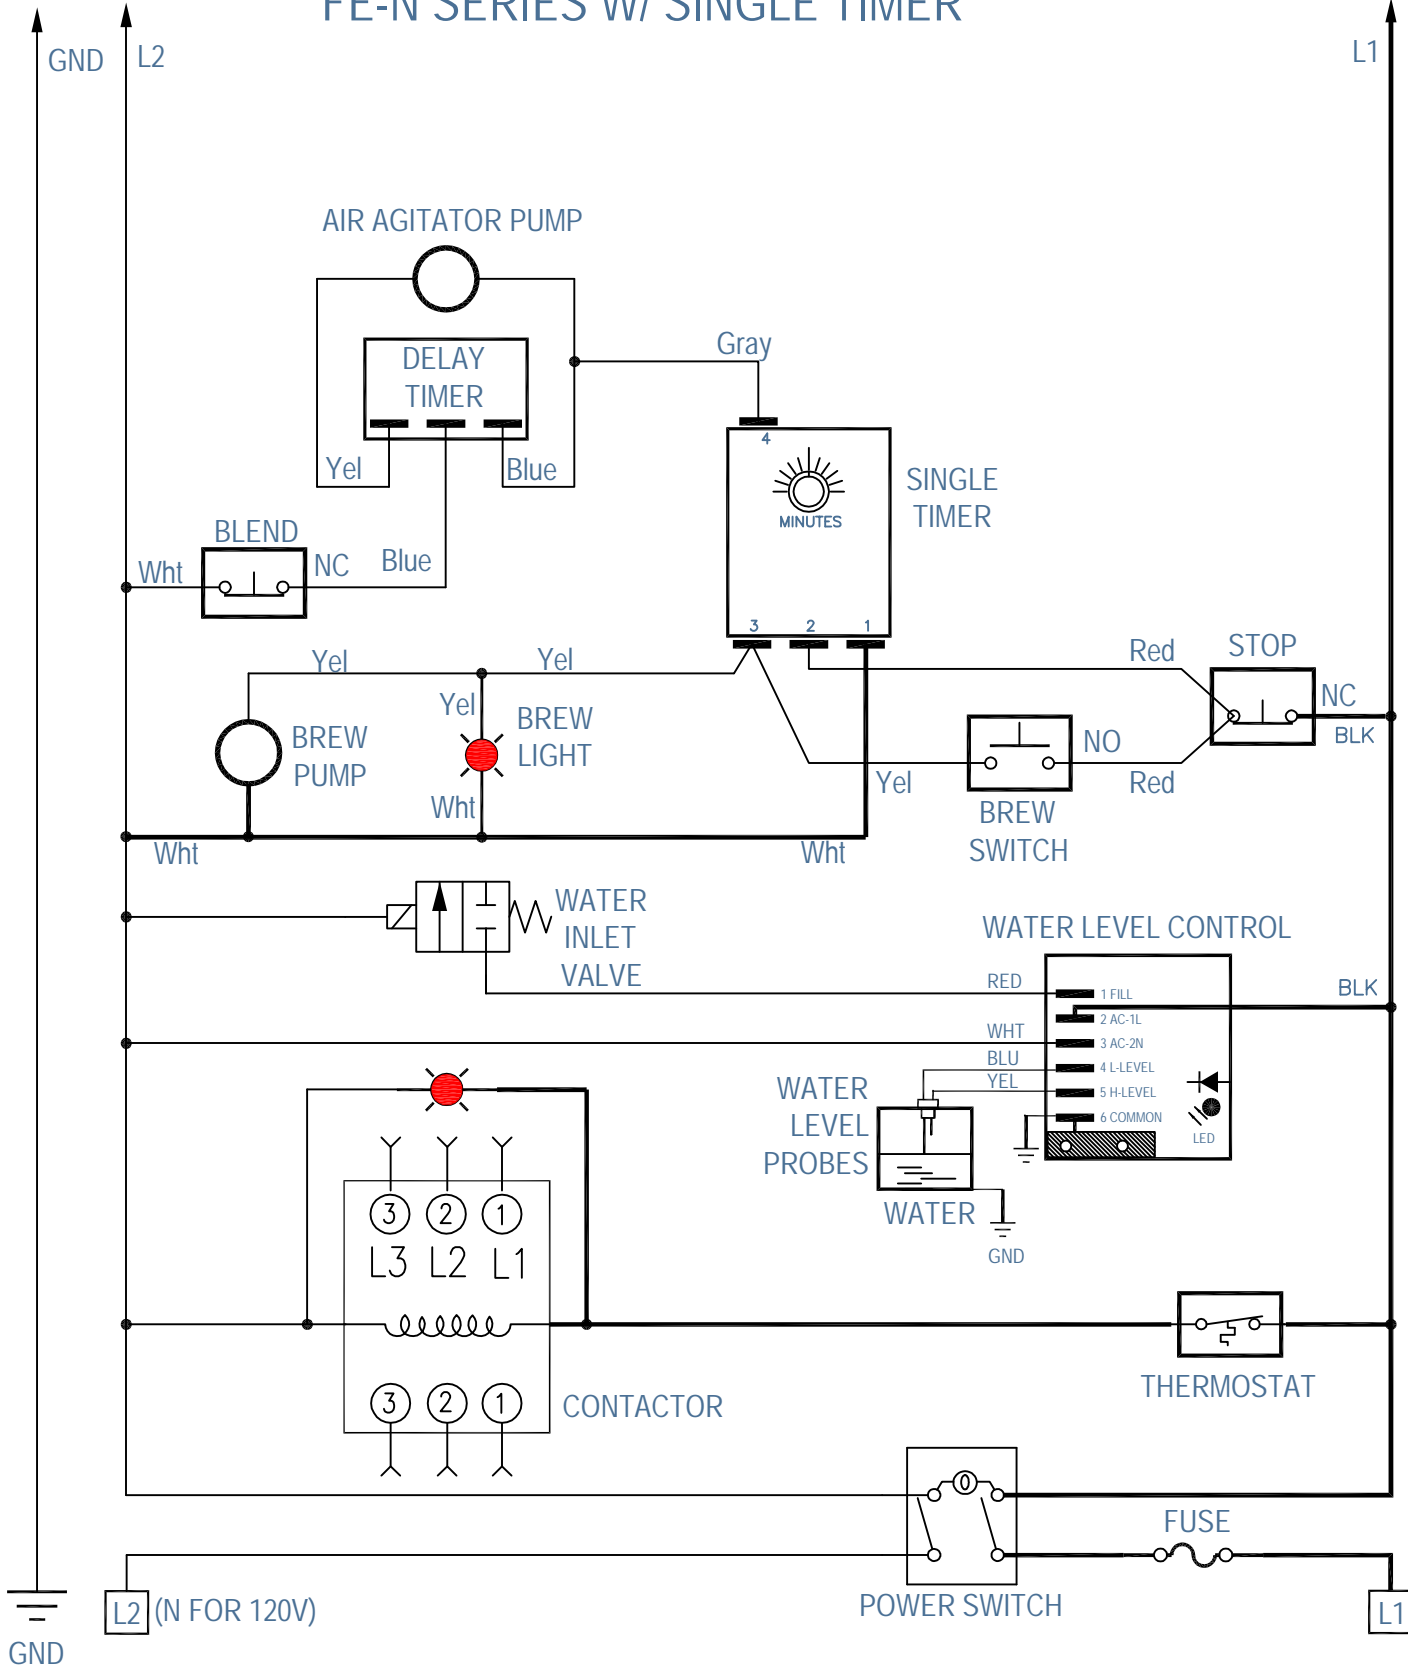 FE-N SERIES W/ SINGLE TIMER
GND
L2
L1
AIR AGITATOR PUMP
Gray
DELAY
TIMER
4
Yel
Blue
MINUTES
SINGLE
TIMER
BLEND
Wht
NC
Blue
3 2 1
Yel
Yel
Red
STOP
NC
Yel
BREW
LIGHT
BREW
PUMP
NO
BLK
Yel
Red
Wht
BREW
SWITCH
Wht
Wht
WATER
INLET
VALVE
WATER LEVEL CONTROL
RED
1 FILL
BLK
2 AC-1L
WHT
3 AC-2N
BLU
4 L-LEVEL
YEL
5 H-LEVEL
6 COMMON
LED
WATER
LEVEL
PROBES
WATER
GND
3 2 1
L3 L2 L1
THERMOSTAT
3 2 1
CONTACTOR
FUSE
POWER SWITCH
L2 (N FOR 120V)
L1
GND